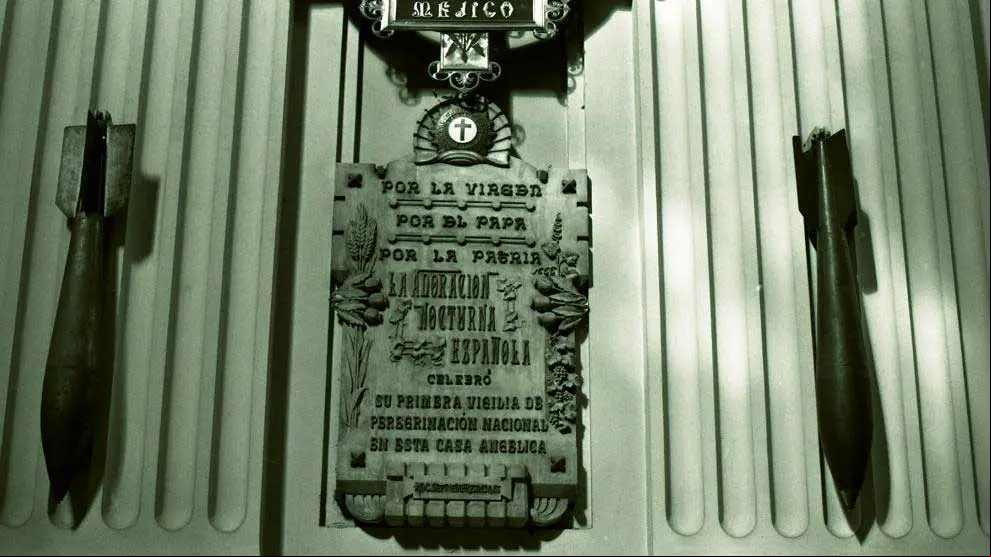 MEJICO
POR LA VIRGEN
POR EL PAPA
POR LA PATRIA
LA ADORACION
NOCTURNA
ESPAÑOLA
CELEBRÓ
SU PRIMERA VIGILIA DE
PEREGRINACIÓN NACIONAL
EN ESTA CASA ANGELICA